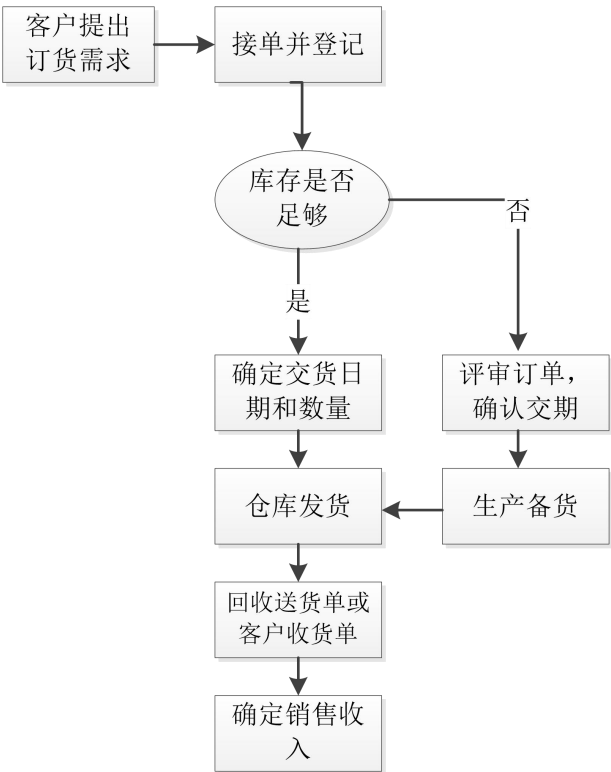 客户提出
订货需求
接单并登记
库存是否
足够
否
是
确定交货日
期和数量
评审订单，
确认交期
仓库发货
生产备货
回收送货单或
客户收货单
确定销售收
入